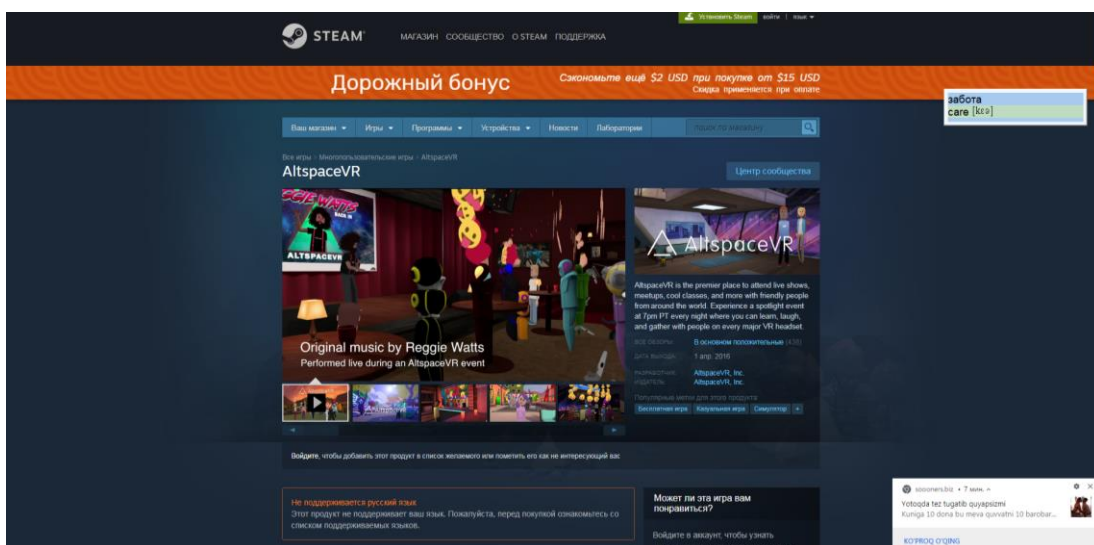 Установить Steam войти | язык
STEAM
МАГАЗИН СООБЩЕСТВО О STEAM ПОДДЕРЖКА
Дорожный бонус
Сэкономьте ещё $2 USD при покупке от $15 USD
Скидка применяется при оплате
забота
care [kɛə]
Ваш магазин Игры Программы Устройства Новости Лаборатории поиск по магазину
Все игры > Многопользовательские игры > AltspaceVR
AltspaceVR
Центр сообщества
REGGIE WATTS
BACK IN
ALTSPACEVR
Original music by Reggie Watts
Performed live during an AltspaceVR event
AltspaceVR
AltspaceVR is the premier place to attend live shows,
meetups, cool classes, and more with friendly people
from around the world. Experience a spotlight event
at 7pm PT every night where you can learn, laugh,
and gather with people on every major VR headset.
ВСЕ ОБЗОРЫ: В основном положительные (438)
ДАТА ВЫХОДА: 1 апр. 2016
РАЗРАБОТЧИК: AltspaceVR, Inc.
ИЗДАТЕЛЬ: AltspaceVR, Inc.
Популярные метки для этого продукта:
Бесплатная игра Казуальная игра Симулятор +
Войдите, чтобы добавить этот продукт в список желаемого или пометить его как не интересующий вас
Не поддерживается русский язык
Этот продукт не поддерживает ваш язык. Пожалуйста, перед покупкой ознакомьтесь со
списком поддерживаемых языков.
Может ли эта игра вам
понравиться?
Войдите в аккаунт, чтобы узнать
• 7 мин.
Yotoqda tez tugatib quyapsizmi
Kuniga 10 dona bu meva quvvatni 10 barobar...
KO'PROQ O'QING